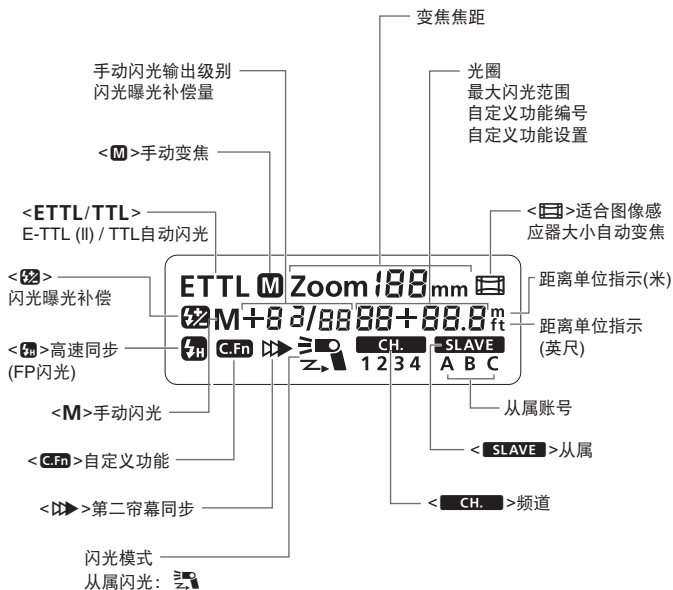 变焦焦距
手动闪光输出级别
闪光曝光补偿量
光圈
最大闪光范围
自定义功能编号
自定义功能设置
<M>手动变焦
<ETTL/TTL>
E-TTL (II) / TTL自动闪光
< >适合图像感
应器大小自动变焦
< >
闪光曝光补偿
ETTL M Zoom 188 mm
距离单位指示(米)
M+8 a/88 88+88.8 m
ft
距离单位指示
(英尺)
< H>高速同步
(FP闪光)
H C.Fn CH. SLAVE
1 2 3 4 A B C
<M>手动闪光
从属账号
<C.Fn>自定义功能
< SLAVE >从属
< >第二帘幕同步
< CH. >频道
闪光模式
从属闪光：